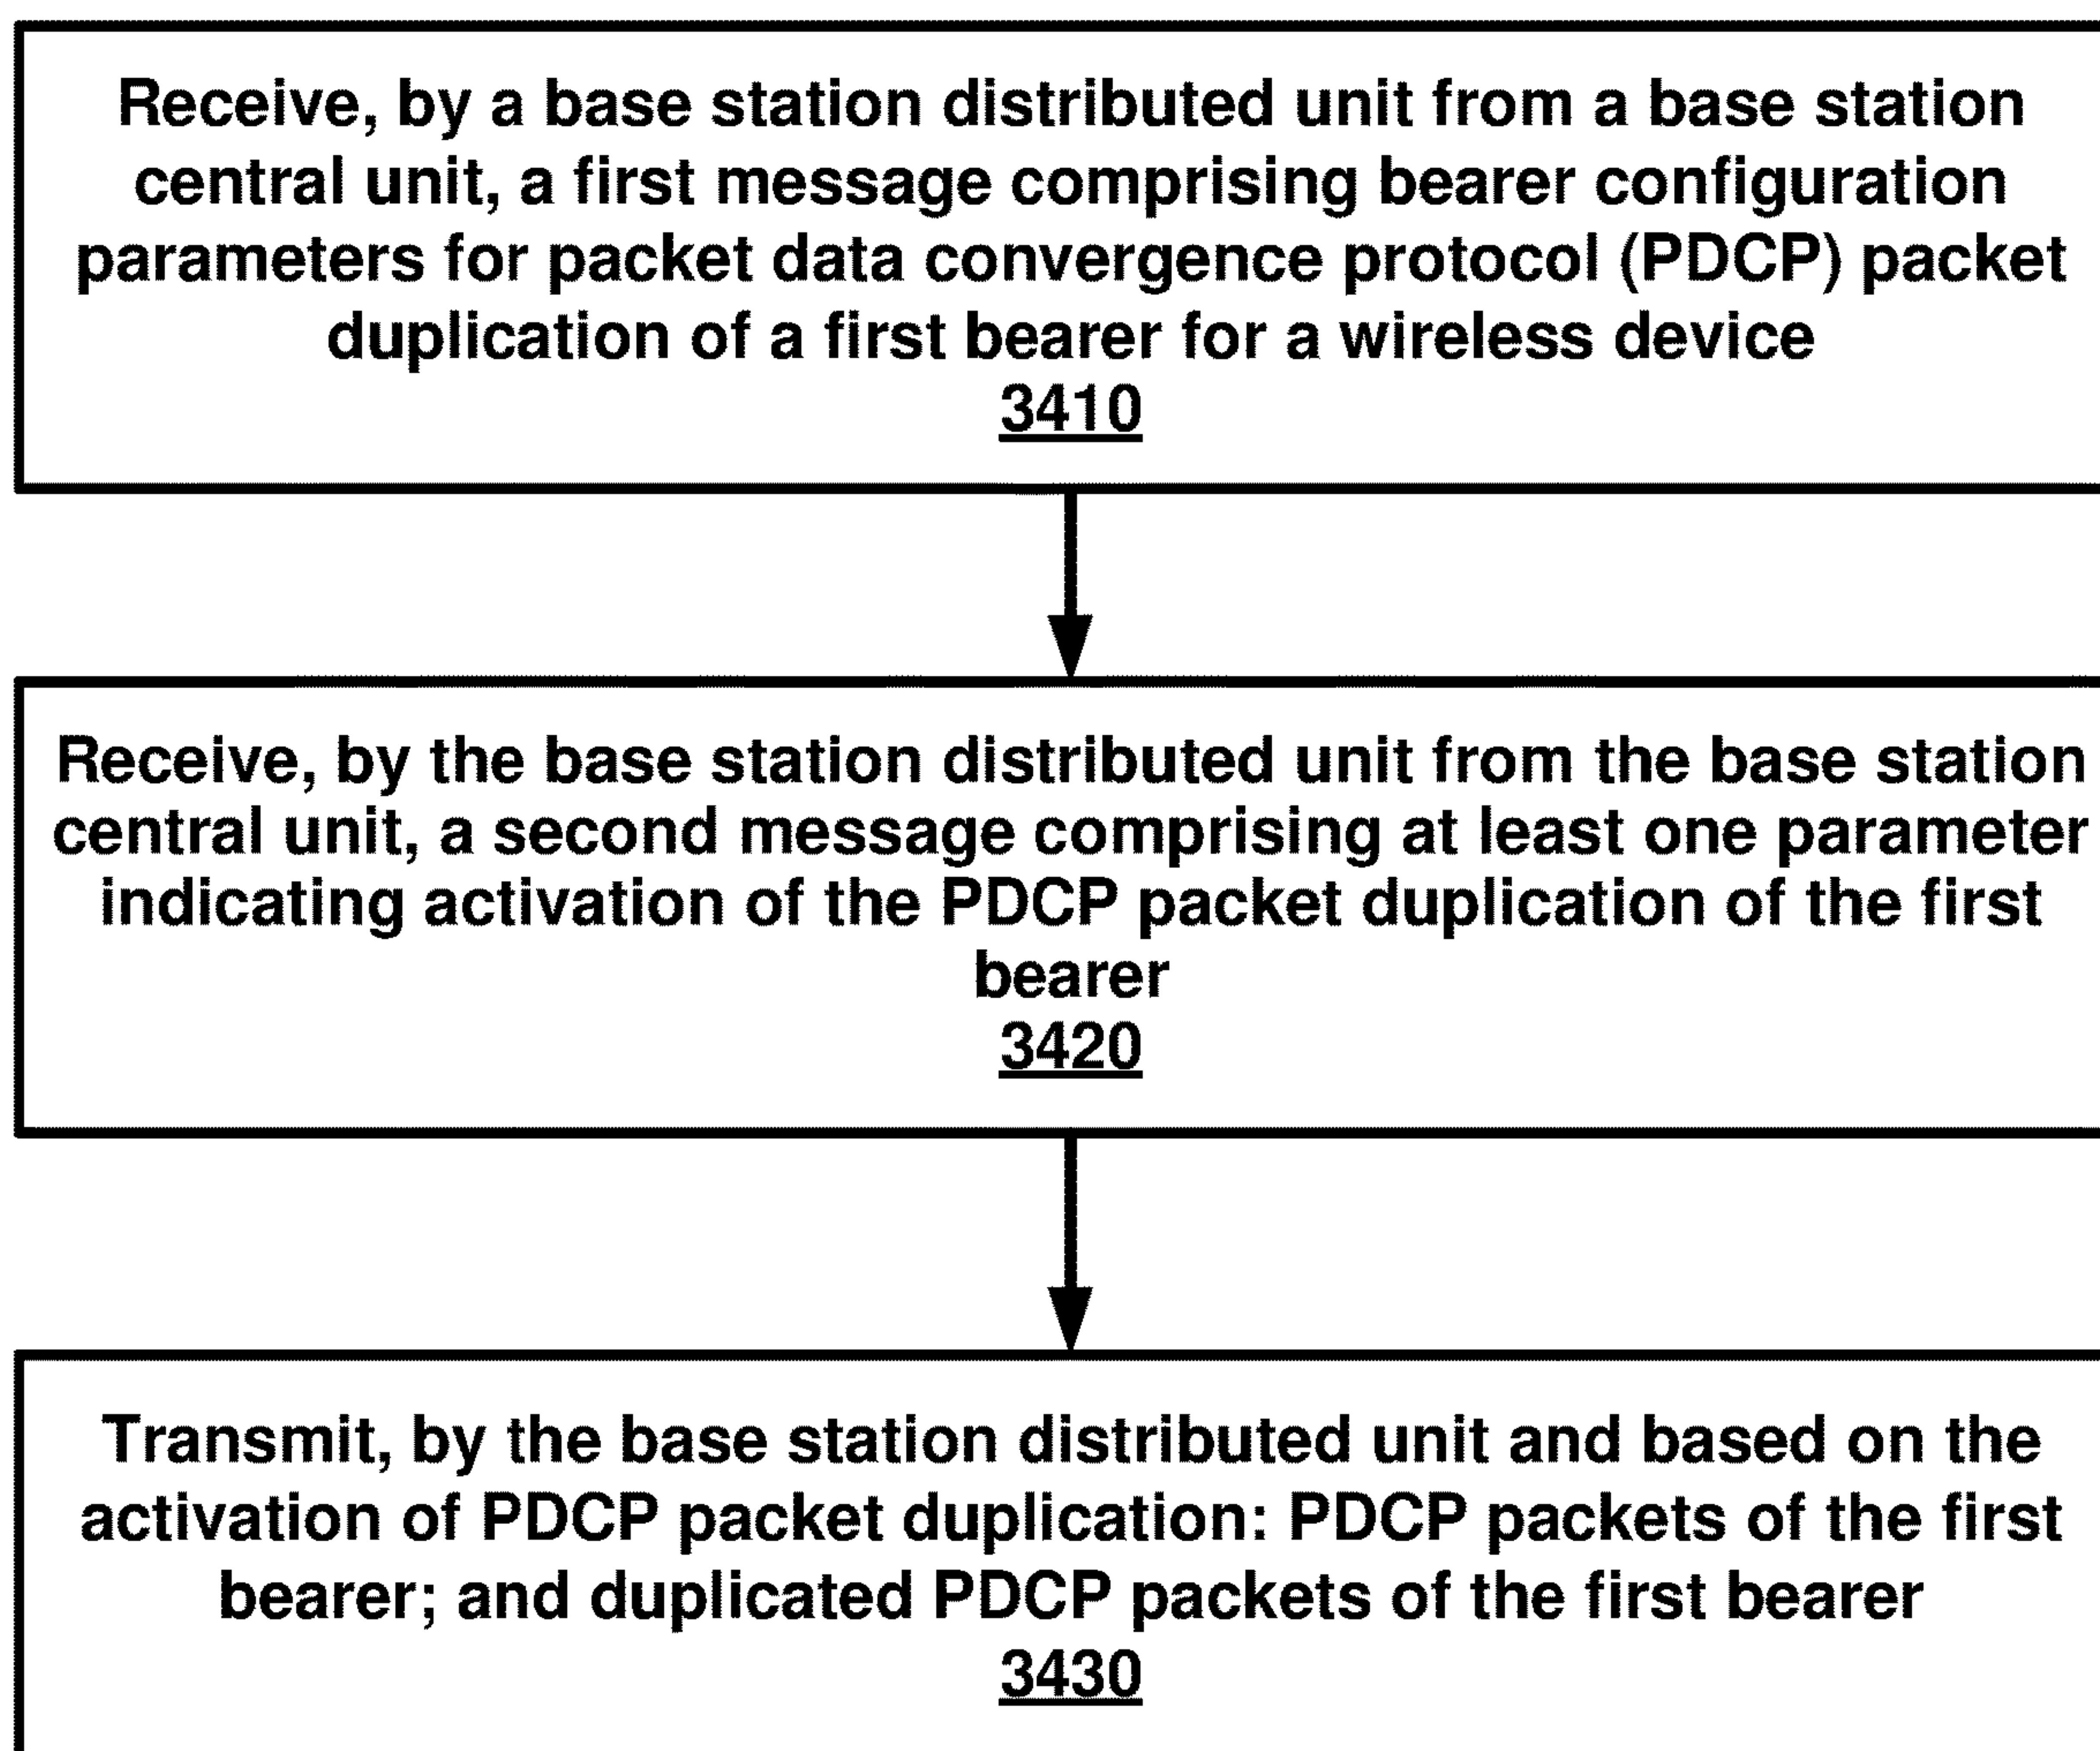 Receive, by a base station distributed unit from a base station
central unit, a first message comprising bearer configuration
parameters for packet data convergence protocol (PDCP) packet
duplication of a first bearer for a wireless device
3410
Receive, by the base station distributed unit from the base station
central unit, a second message comprising at least one parameter
indicating activation of the PDCP packet duplication of the first
bearer
3420
Transmit, by the base station distributed unit and based on the
activation of PDCP packet duplication: PDCP packets of the first
bearer; and duplicated PDCP packets of the first bearer
3430